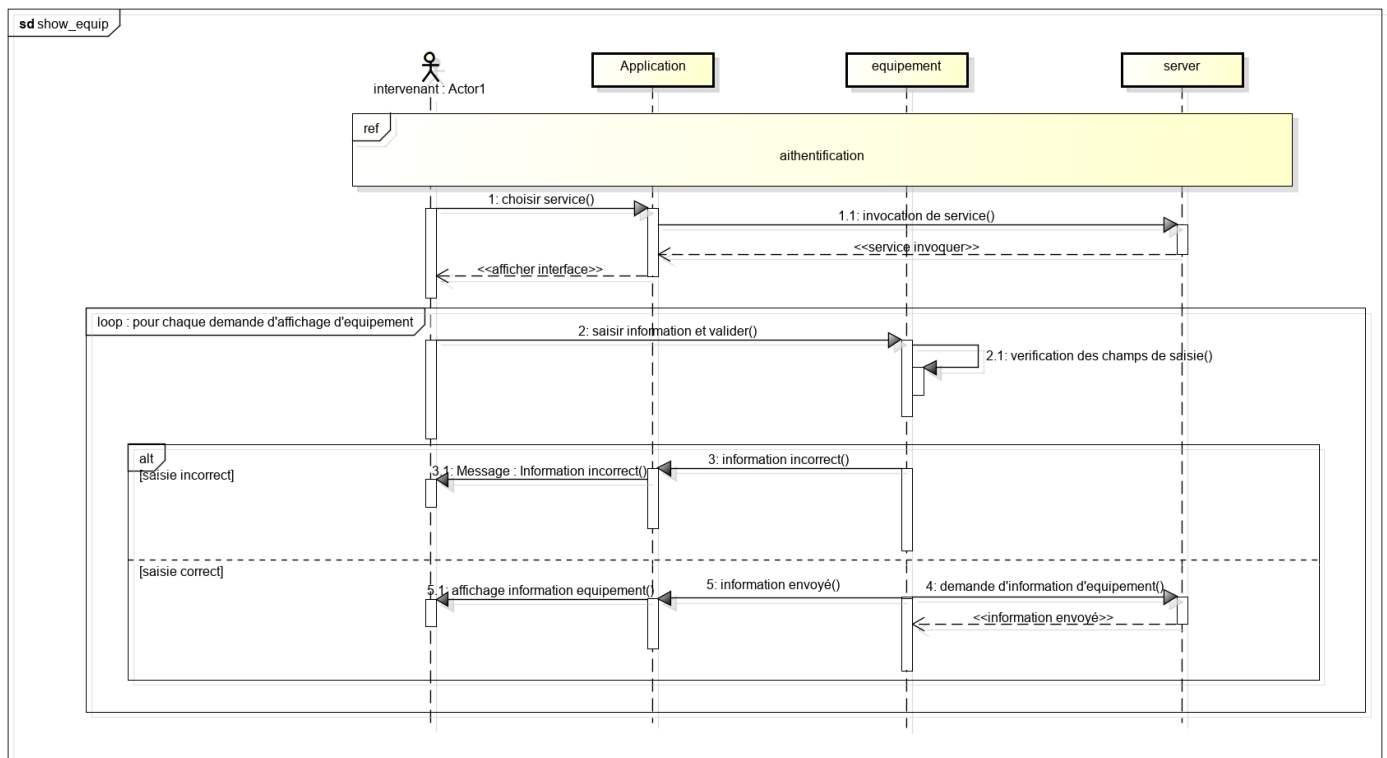 sd show_equip
intervenant : Actor1
Application
equipement
server
ref
aithentification
1: choisir service()
1.1: invocation de service()
<<service invoquer>>
<<afficher interface>>
loop : pour chaque demande d'affichage d'equipement
2: saisir information et valider()
2.1: verification des champs de saisie()
alt
[saisie incorrect]
3: information incorrect()
3.1: Message : Information incorrect()
[saisie correct]
4: demande d'information d'equipement()
5: information envoyé()
5.1: affichage information equipement()
<<information envoyé>>